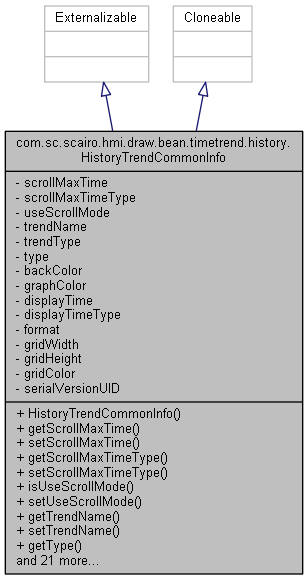 Externalizable
Cloneable
com.sc.scairo.hmi.draw.bean.timetrend.history.
HistoryTrendCommonInfo
- scrollMaxTime
- scrollMaxTimeType
- useScrollMode
- trendName
- trendType
- type
- backColor
- graphColor
- displayTime
- displayTimeType
- format
- gridWidth
- gridHeight
- gridColor
- serialVersionUID
+ HistoryTrendCommonInfo()
+ getScrollMaxTime()
+ setScrollMaxTime()
+ getScrollMaxTimeType()
+ setScrollMaxTimeType()
+ isUseScrollMode()
+ setUseScrollMode()
+ getTrendName()
+ setTrendName()
+ getType()
and 21 more...